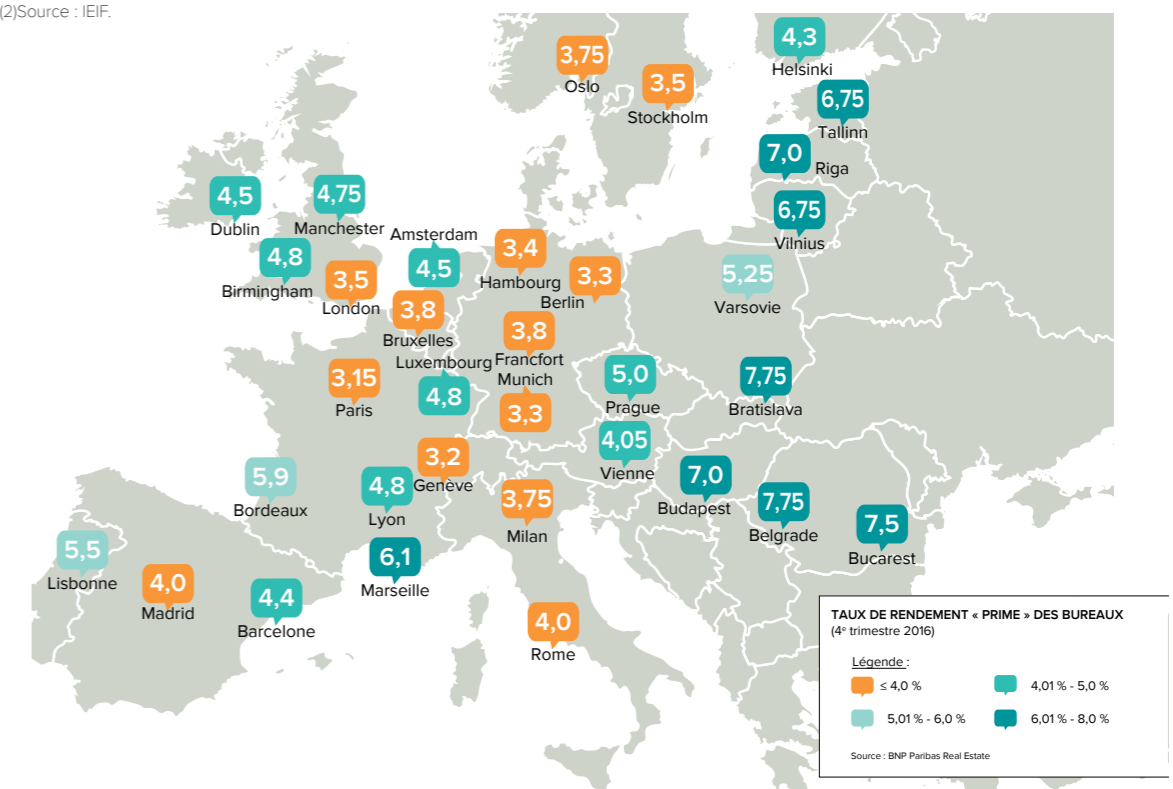 (2)Source : IEIF.
3,75
Oslo
3,5
Stockholm
4,3
Helsinki
6,75
Tallinn
7,0
Riga
6,75
Vilnius
4,5
Dublin
4,75
Manchester
4,8
Birmingham
3,5
London
Amsterdam
4,5
3,4
Hambourg
3,3
Berlin
5,25
Varsovie
3,8
Bruxelles
3,8
Francfort
Luxembourg
4,8
Munich
3,3
3,15
Paris
5,0
Prague
7,75
Bratislava
4,05
Vienne
3,2
Genève
5,9
Bordeaux
4,8
Lyon
3,75
Milan
7,0
Budapest
7,75
Belgrade
7,5
Bucarest
6,1
Marseille
5,5
Lisbonne
4,0
Madrid
4,4
Barcelone
4,0
Rome
TAUX DE RENDEMENT « PRIME » DES BUREAUX
(4e trimestre 2016)
Légende :
≤ 4,0 %
4,01 % - 5,0 %
5,01 % - 6,0 %
6,01 % - 8,0 %
Source : BNP Paribas Real Estate